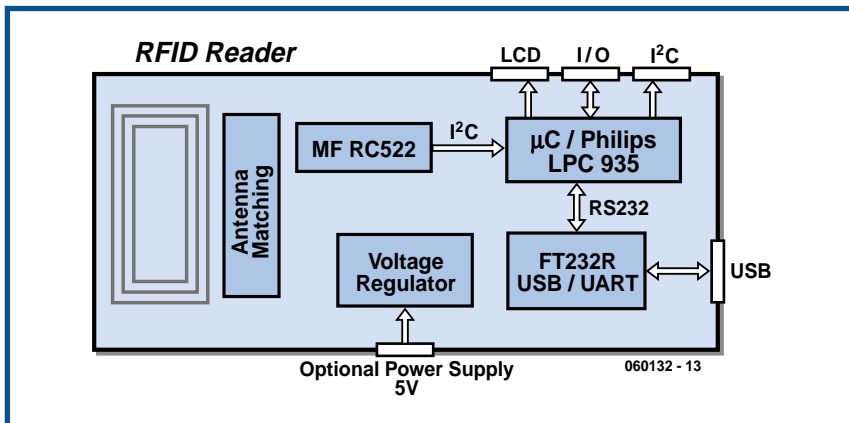 RFID Reader
LCD
I/O
I²C
MF RC522
I²C
µC / Philips
LPC 935
Antenna
Matching
RS232
Voltage
Regulator
FT232R
USB / UART
USB
Optional Power Supply
5V
060132 - 13